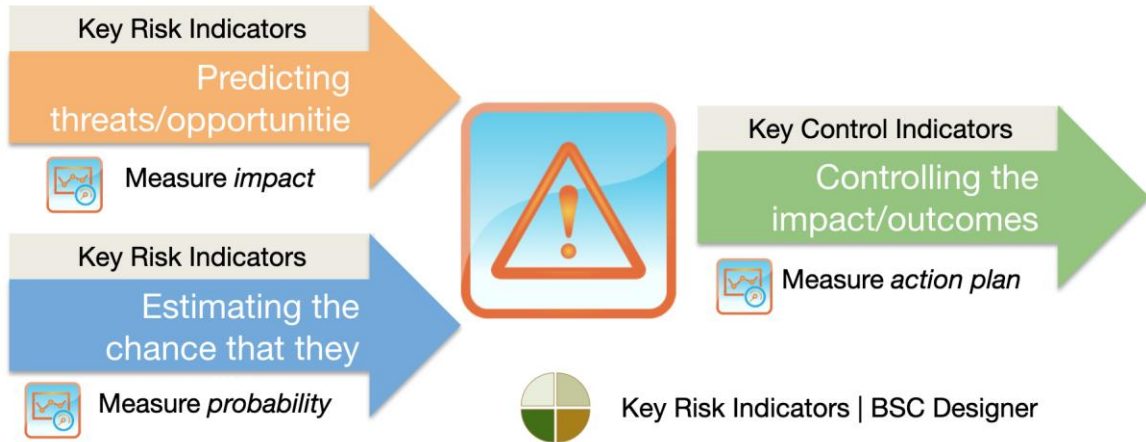 Key Risk Indicators
Predicting
threats/opportunitie
Measure impact
Key Risk Indicators
Estimating the
chance that they
Measure probability
Key Control Indicators
Controlling the
impact/outcomes
Measure action plan
Key Risk Indicators | BSC Designer